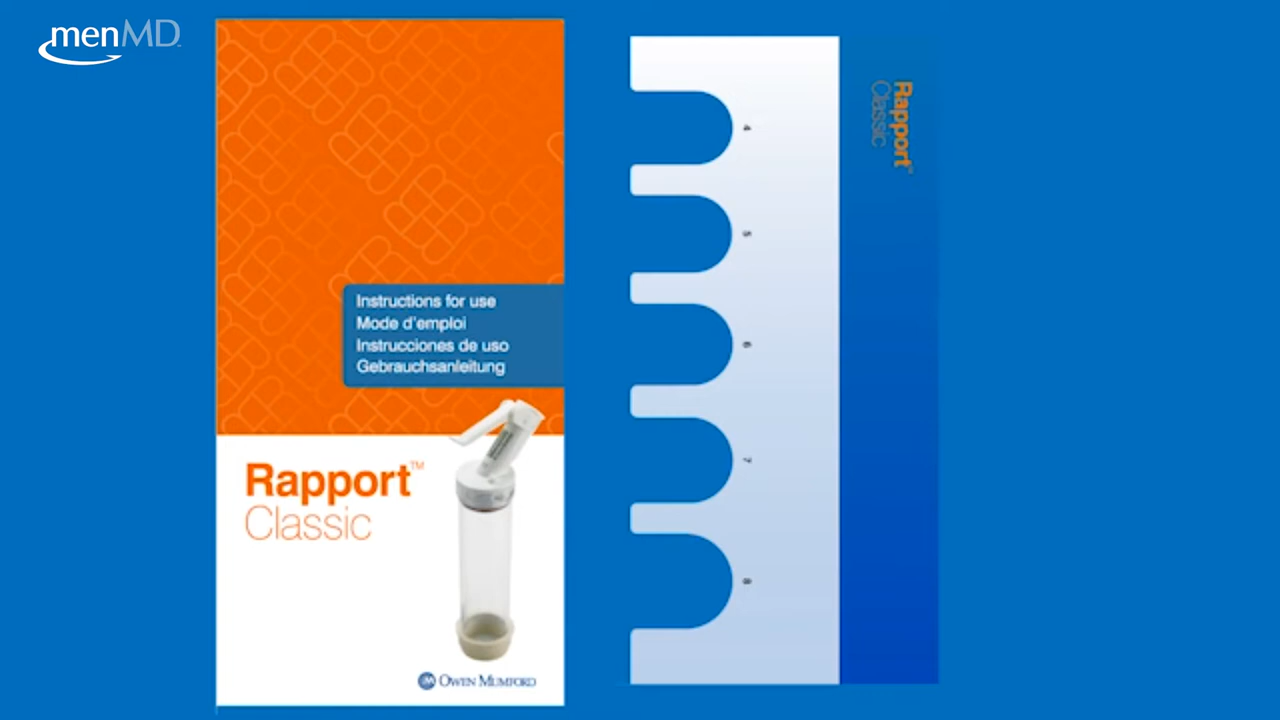 menMD
Instructions for use
Mode d'emploi
Instrucciones de uso
Gebrauchsanleitung
Rapport™
Classic
OWEN MUMFORD
4
5
6
7
8
Rapport™
Classic